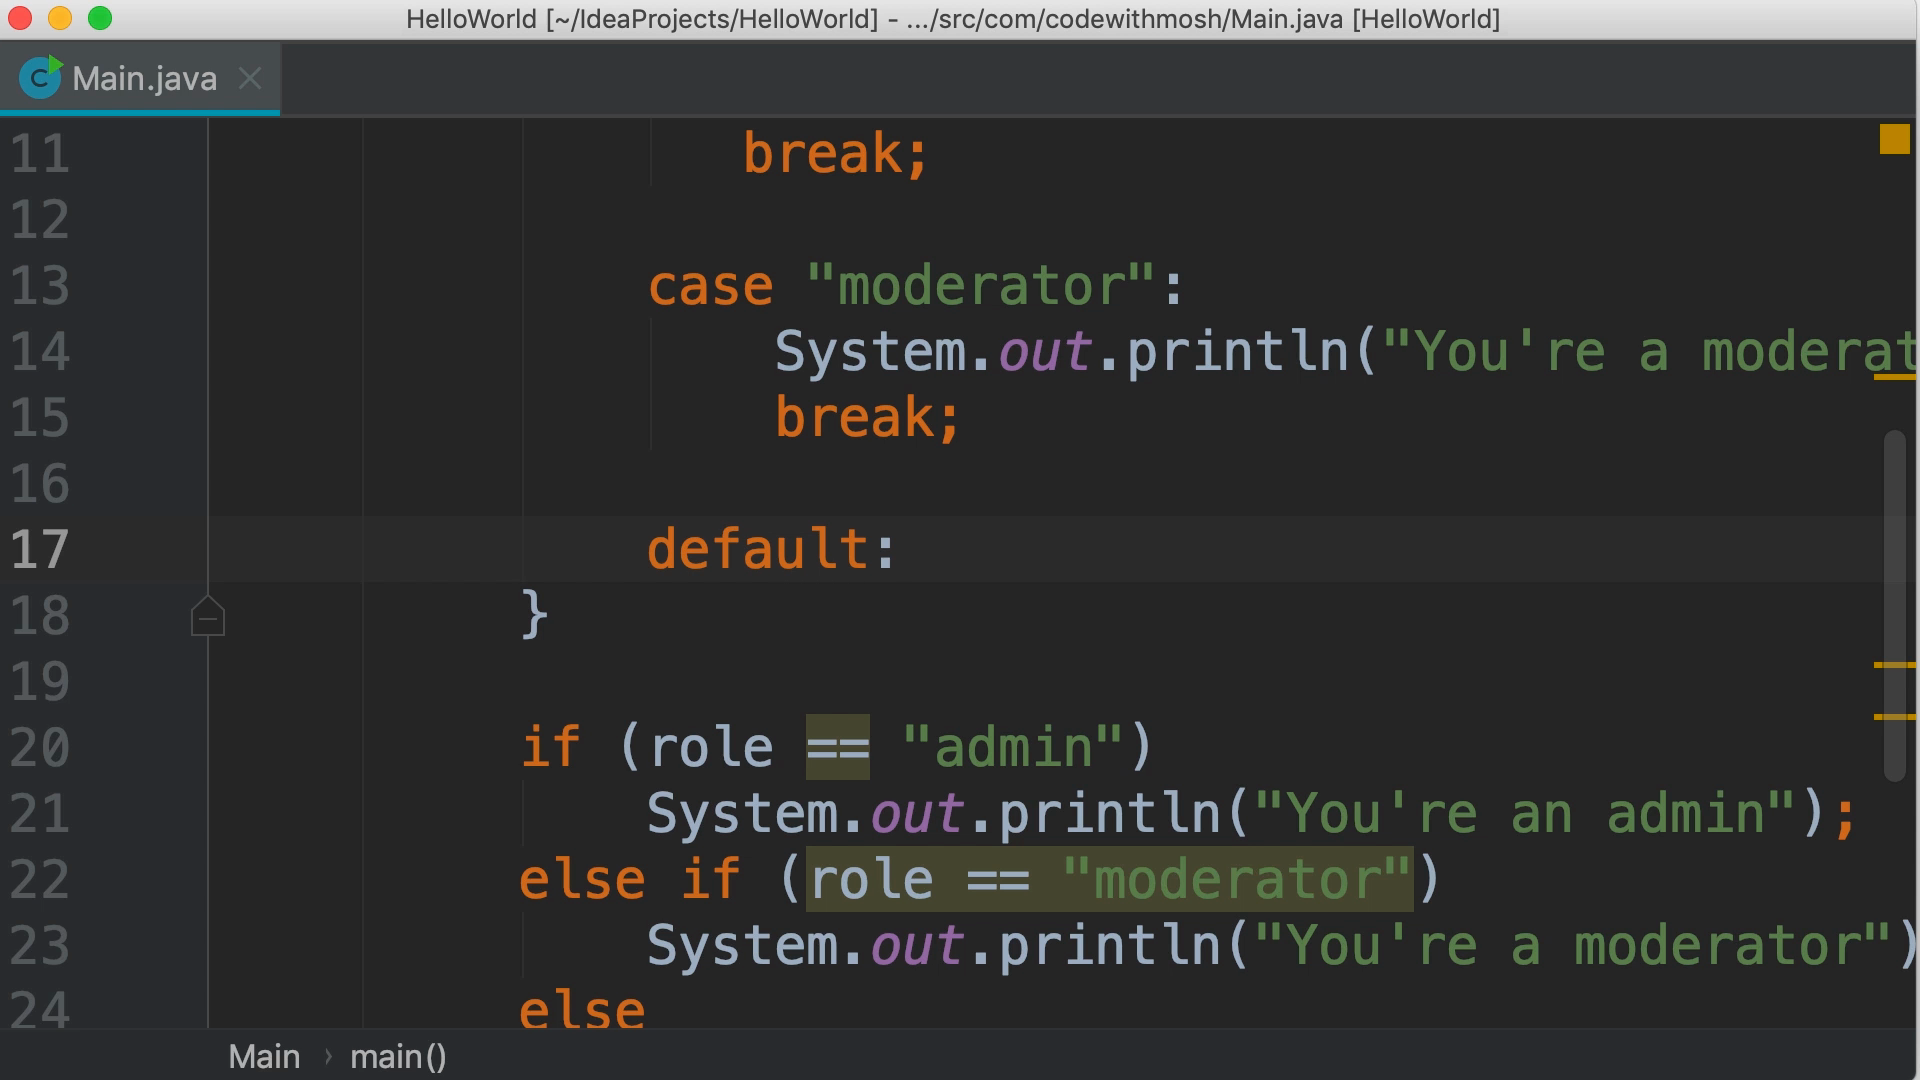 HelloWorld [~/IdeaProjects/HelloWorld] - .../src/com/codewithmosh/Main.java [HelloWorld]
Main.java
11 break;
12
13 case "moderator":
14 System.out.println("You're a moderat
15 break;
16
17 default:
18 }
19
20 if (role == "admin")
21 System.out.println("You're an admin");
22 else if (role == "moderator")
23 System.out.println("You're a moderator")
24 else
Main › main()